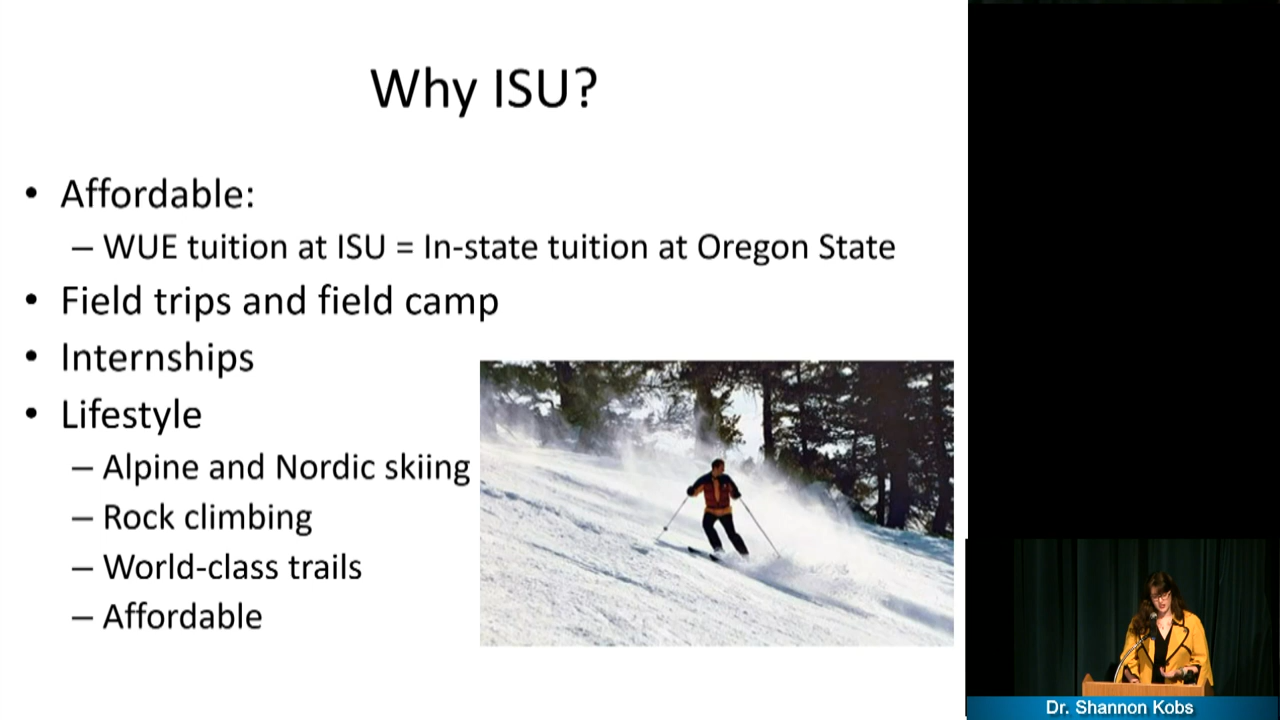 Why ISU?
• Affordable:
– WUE tuition at ISU = In-state tuition at Oregon State
• Field trips and field camp
• Internships
• Lifestyle
– Alpine and Nordic skiing
– Rock climbing
– World-class trails
– Affordable
Dr. Shannon Kobs